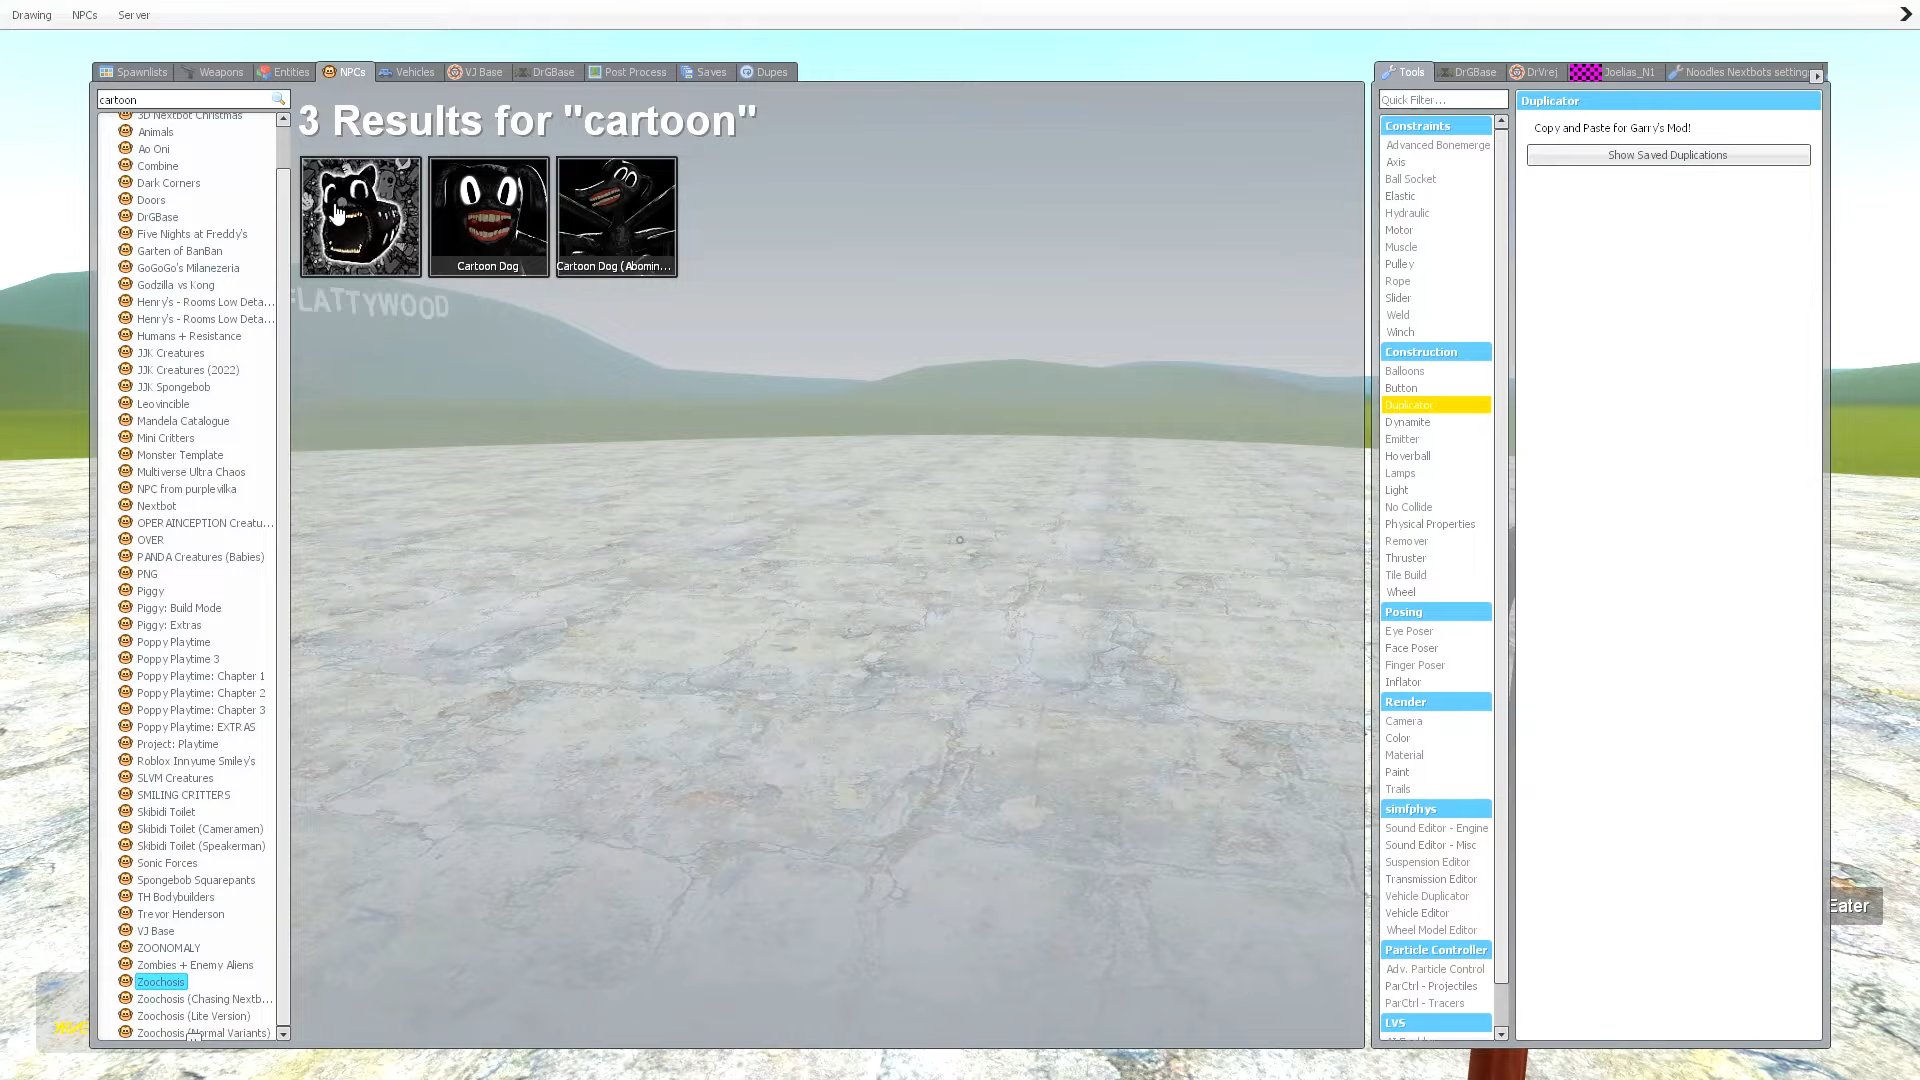 Drawing NPCs Server
Spawnlists Weapons Entities NPCs Vehicles VJ Base DrGBase Post Process Saves Dupes
cartoon
3D Nextbot Christmas
Animals
Ao Oni
Combine
Dark Corners
Doors
DrGBase
Five Nights at Freddy's
Garten of BanBan
GoGoGo's Milanezeria
Godzilla vs Kong
Henry's - Rooms Low Deta...
Henry's - Rooms Low Deta...
Humans + Resistance
JJK Creatures
JJK Creatures (2022)
JJK Spongebob
Leovincible
Mandela Catalogue
Mini Critters
Monster Template
Multiverse Ultra Chaos
NPC from purplevilka
Nextbot
OPERAINCEPTION Creatu...
OVER
PANDA Creatures (Babies)
PNG
Piggy
Piggy: Build Mode
Piggy: Extras
Poppy Playtime
Poppy Playtime 3
Poppy Playtime: Chapter 1
Poppy Playtime: Chapter 2
Poppy Playtime: Chapter 3
Poppy Playtime: EXTRAS
Project: Playtime
Roblox Innyume Smiley's
SLVM Creatures
SMILING CRITTERS
Skibidi Toilet
Skibidi Toilet (Cameramen)
Skibidi Toilet (Speakerman)
Sonic Forces
Spongebob Squarepants
TH Bodybuilders
Trevor Henderson
VJ Base
ZOONOMALY
Zombies + Enemy Aliens
Zoochosis
Zoochosis (Chasing Nextb...
Zoochosis (Lite Version)
Zoochosis (Normal Variants)
3 Results for "cartoon"
Cartoon Dog
Cartoon Dog (Abomin...
FLATTYWOOD
Tools DrGBase DrVrej Joelias_N1 Noodles Nextbots setting
Quick Filter...
Constraints
Advanced Bonemerge
Axis
Ball Socket
Elastic
Hydraulic
Motor
Muscle
Pulley
Rope
Slider
Weld
Winch
Construction
Balloons
Button
Duplicator
Dynamite
Emitter
Hoverball
Lamps
Light
No Collide
Physical Properties
Remover
Thruster
Tile Build
Wheel
Posing
Eye Poser
Face Poser
Finger Poser
Inflator
Render
Camera
Color
Material
Paint
Trails
simfphys
Sound Editor - Engine
Sound Editor - Misc
Suspension Editor
Transmission Editor
Vehicle Duplicator
Vehicle Editor
Wheel Model Editor
Particle Controller
Adv. Particle Control
ParCtrl - Projectiles
ParCtrl - Tracers
LVS
Duplicator
Copy and Paste for Garry's Mod!
Show Saved Duplications
Eater